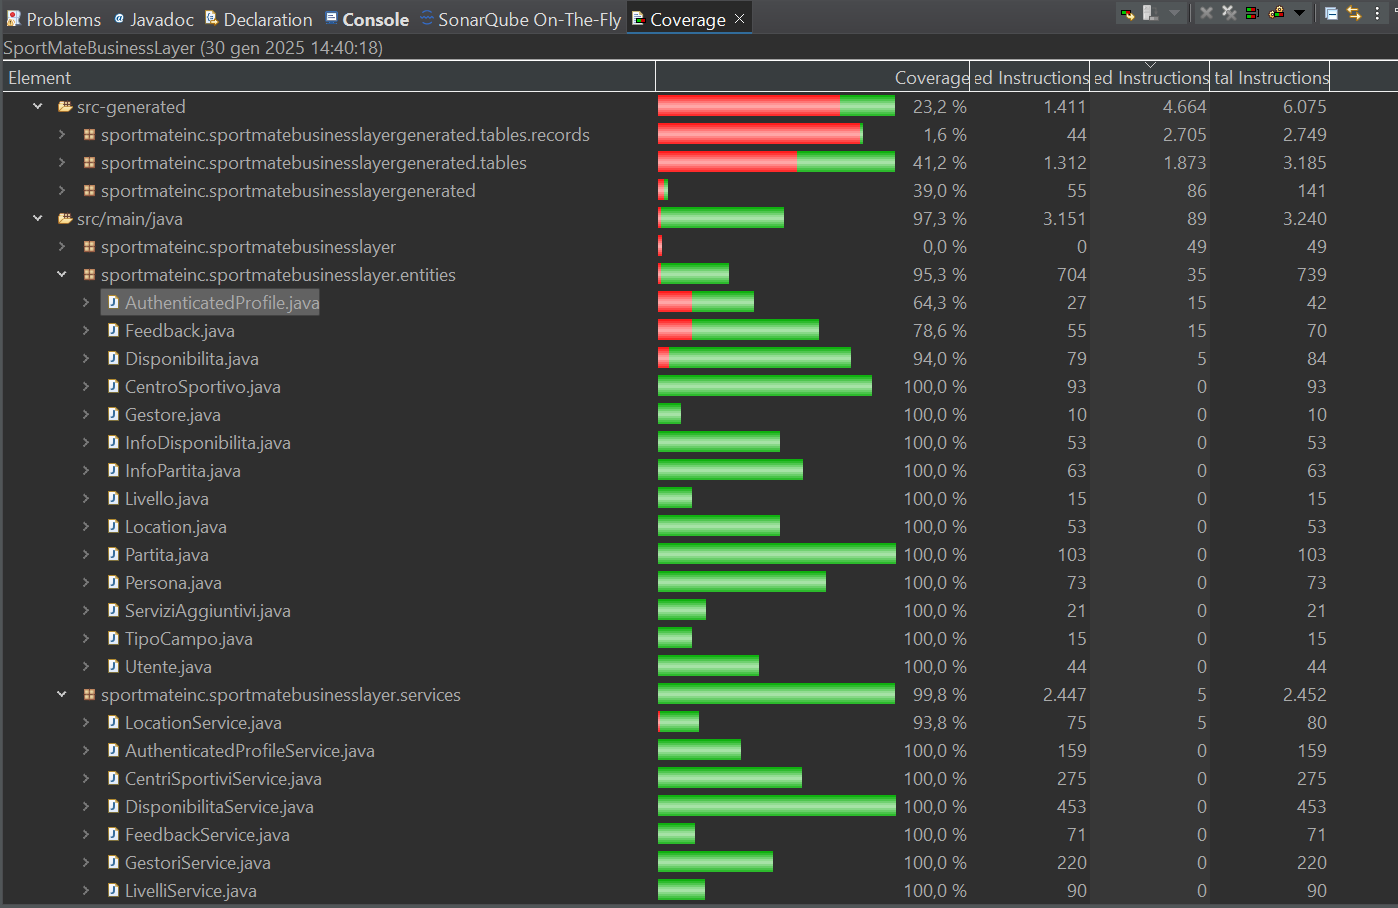 Problems Javadoc Declaration Console SonarQube On-The-Fly Coverage
SportMateBusinessLayer (30 gen 2025 14:40:18)
Element Coverage ed Instructions ed Instructions tal Instructions
src-generated 23,2 % 1.411 4.664 6.075
sportmateinc.sportmatebusinesslayergenerated.tables.records 1,6 % 44 2.705 2.749
sportmateinc.sportmatebusinesslayergenerated.tables 41,2 % 1.312 1.873 3.185
sportmateinc.sportmatebusinesslayergenerated 39,0 % 55 86 141
src/main/java 97,3 % 3.151 89 3.240
sportmateinc.sportmatebusinesslayer 0,0 % 0 49 49
sportmateinc.sportmatebusinesslayer.entities 95,3 % 704 35 739
AuthenticatedProfile.java 64,3 % 27 15 42
Feedback.java 78,6 % 55 15 70
Disponibilita.java 94,0 % 79 5 84
CentroSportivo.java 100,0 % 93 0 93
Gestore.java 100,0 % 10 0 10
InfoDisponibilita.java 100,0 % 53 0 53
InfoPartita.java 100,0 % 63 0 63
Livello.java 100,0 % 15 0 15
Location.java 100,0 % 53 0 53
Partita.java 100,0 % 103 0 103
Persona.java 100,0 % 73 0 73
ServiziAggiuntivi.java 100,0 % 21 0 21
TipoCampo.java 100,0 % 15 0 15
Utente.java 100,0 % 44 0 44
sportmateinc.sportmatebusinesslayer.services 99,8 % 2.447 5 2.452
LocationService.java 93,8 % 75 5 80
AuthenticatedProfileService.java 100,0 % 159 0 159
CentriSportiviService.java 100,0 % 275 0 275
DisponibilitaService.java 100,0 % 453 0 453
FeedbackService.java 100,0 % 71 0 71
GestoriService.java 100,0 % 220 0 220
LivelliService.java 100,0 % 90 0 90